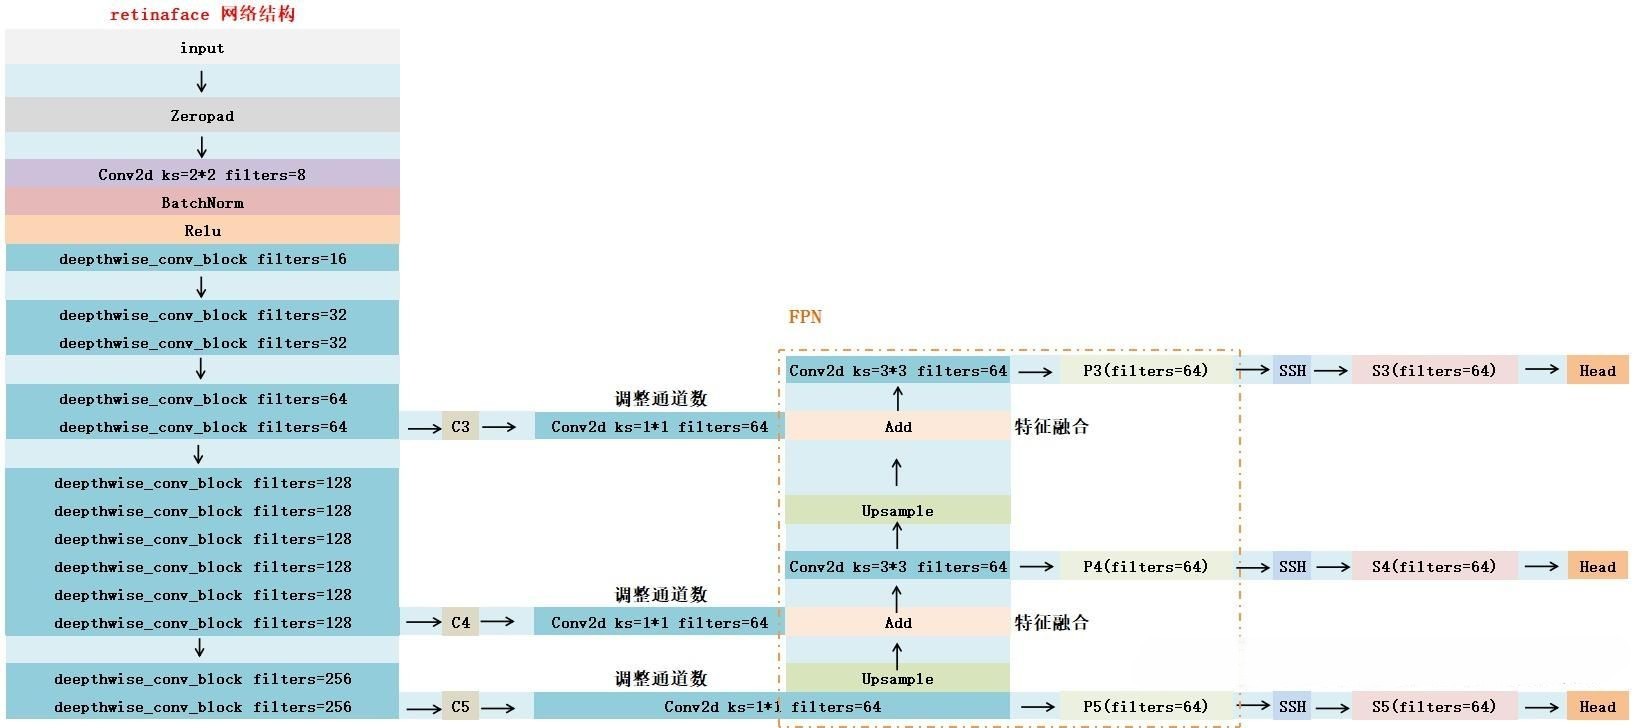 retinaface 网络结构
input
Zeropad
Conv2d ks=2*2 filters=8
BatchNorm
Relu
deepthwise_conv_block filters=16
deepthwise_conv_block filters=32
deepthwise_conv_block filters=32
deepthwise_conv_block filters=64
deepthwise_conv_block filters=64
deepthwise_conv_block filters=128
deepthwise_conv_block filters=128
deepthwise_conv_block filters=128
deepthwise_conv_block filters=128
deepthwise_conv_block filters=128
deepthwise_conv_block filters=128
deepthwise_conv_block filters=256
deepthwise_conv_block filters=256
FPN
Conv2d ks=3*3 filters=64
P3(filters=64)
SSH
S3(filters=64)
Head
调整通道数
C3
Conv2d ks=1*1 filters=64
Add
特征融合
Upsample
Conv2d ks=3*3 filters=64
P4(filters=64)
SSH
S4(filters=64)
Head
调整通道数
C4
Conv2d ks=1*1 filters=64
Add
特征融合
Upsample
调整通道数
C5
Conv2d ks=1*1 filters=64
P5(filters=64)
SSH
S5(filters=64)
Head